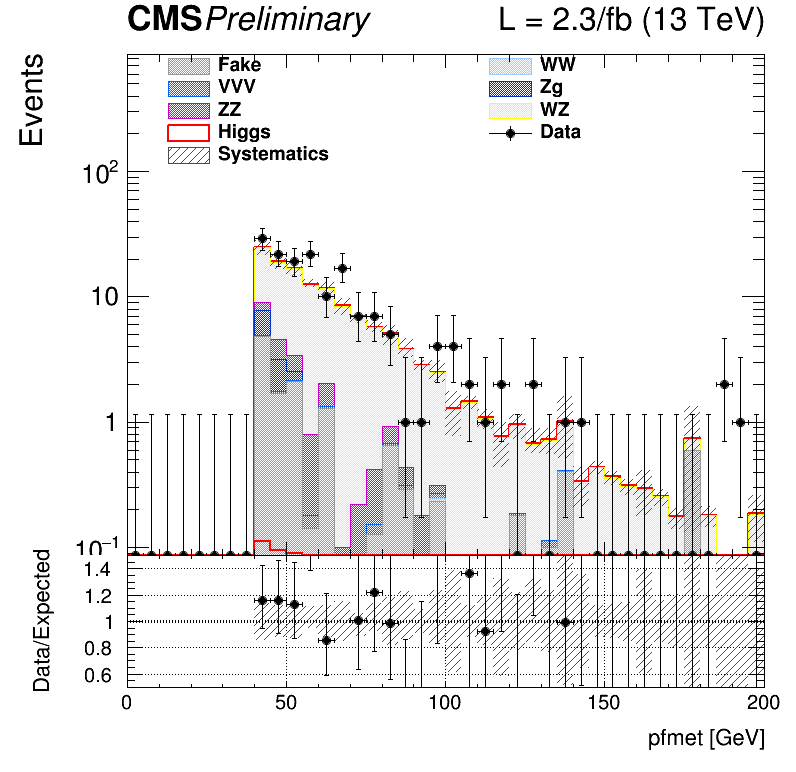 CMS Preliminary L = 2.3/fb (13 TeV)
Events
Fake WW
VVV Zg
ZZ WZ
Higgs Data
Systematics
10²
10
1
10⁻¹
Data/Expected
1.4
1.2
1
0.8
0.6
0 50 100 150 200
pfmet [GeV]